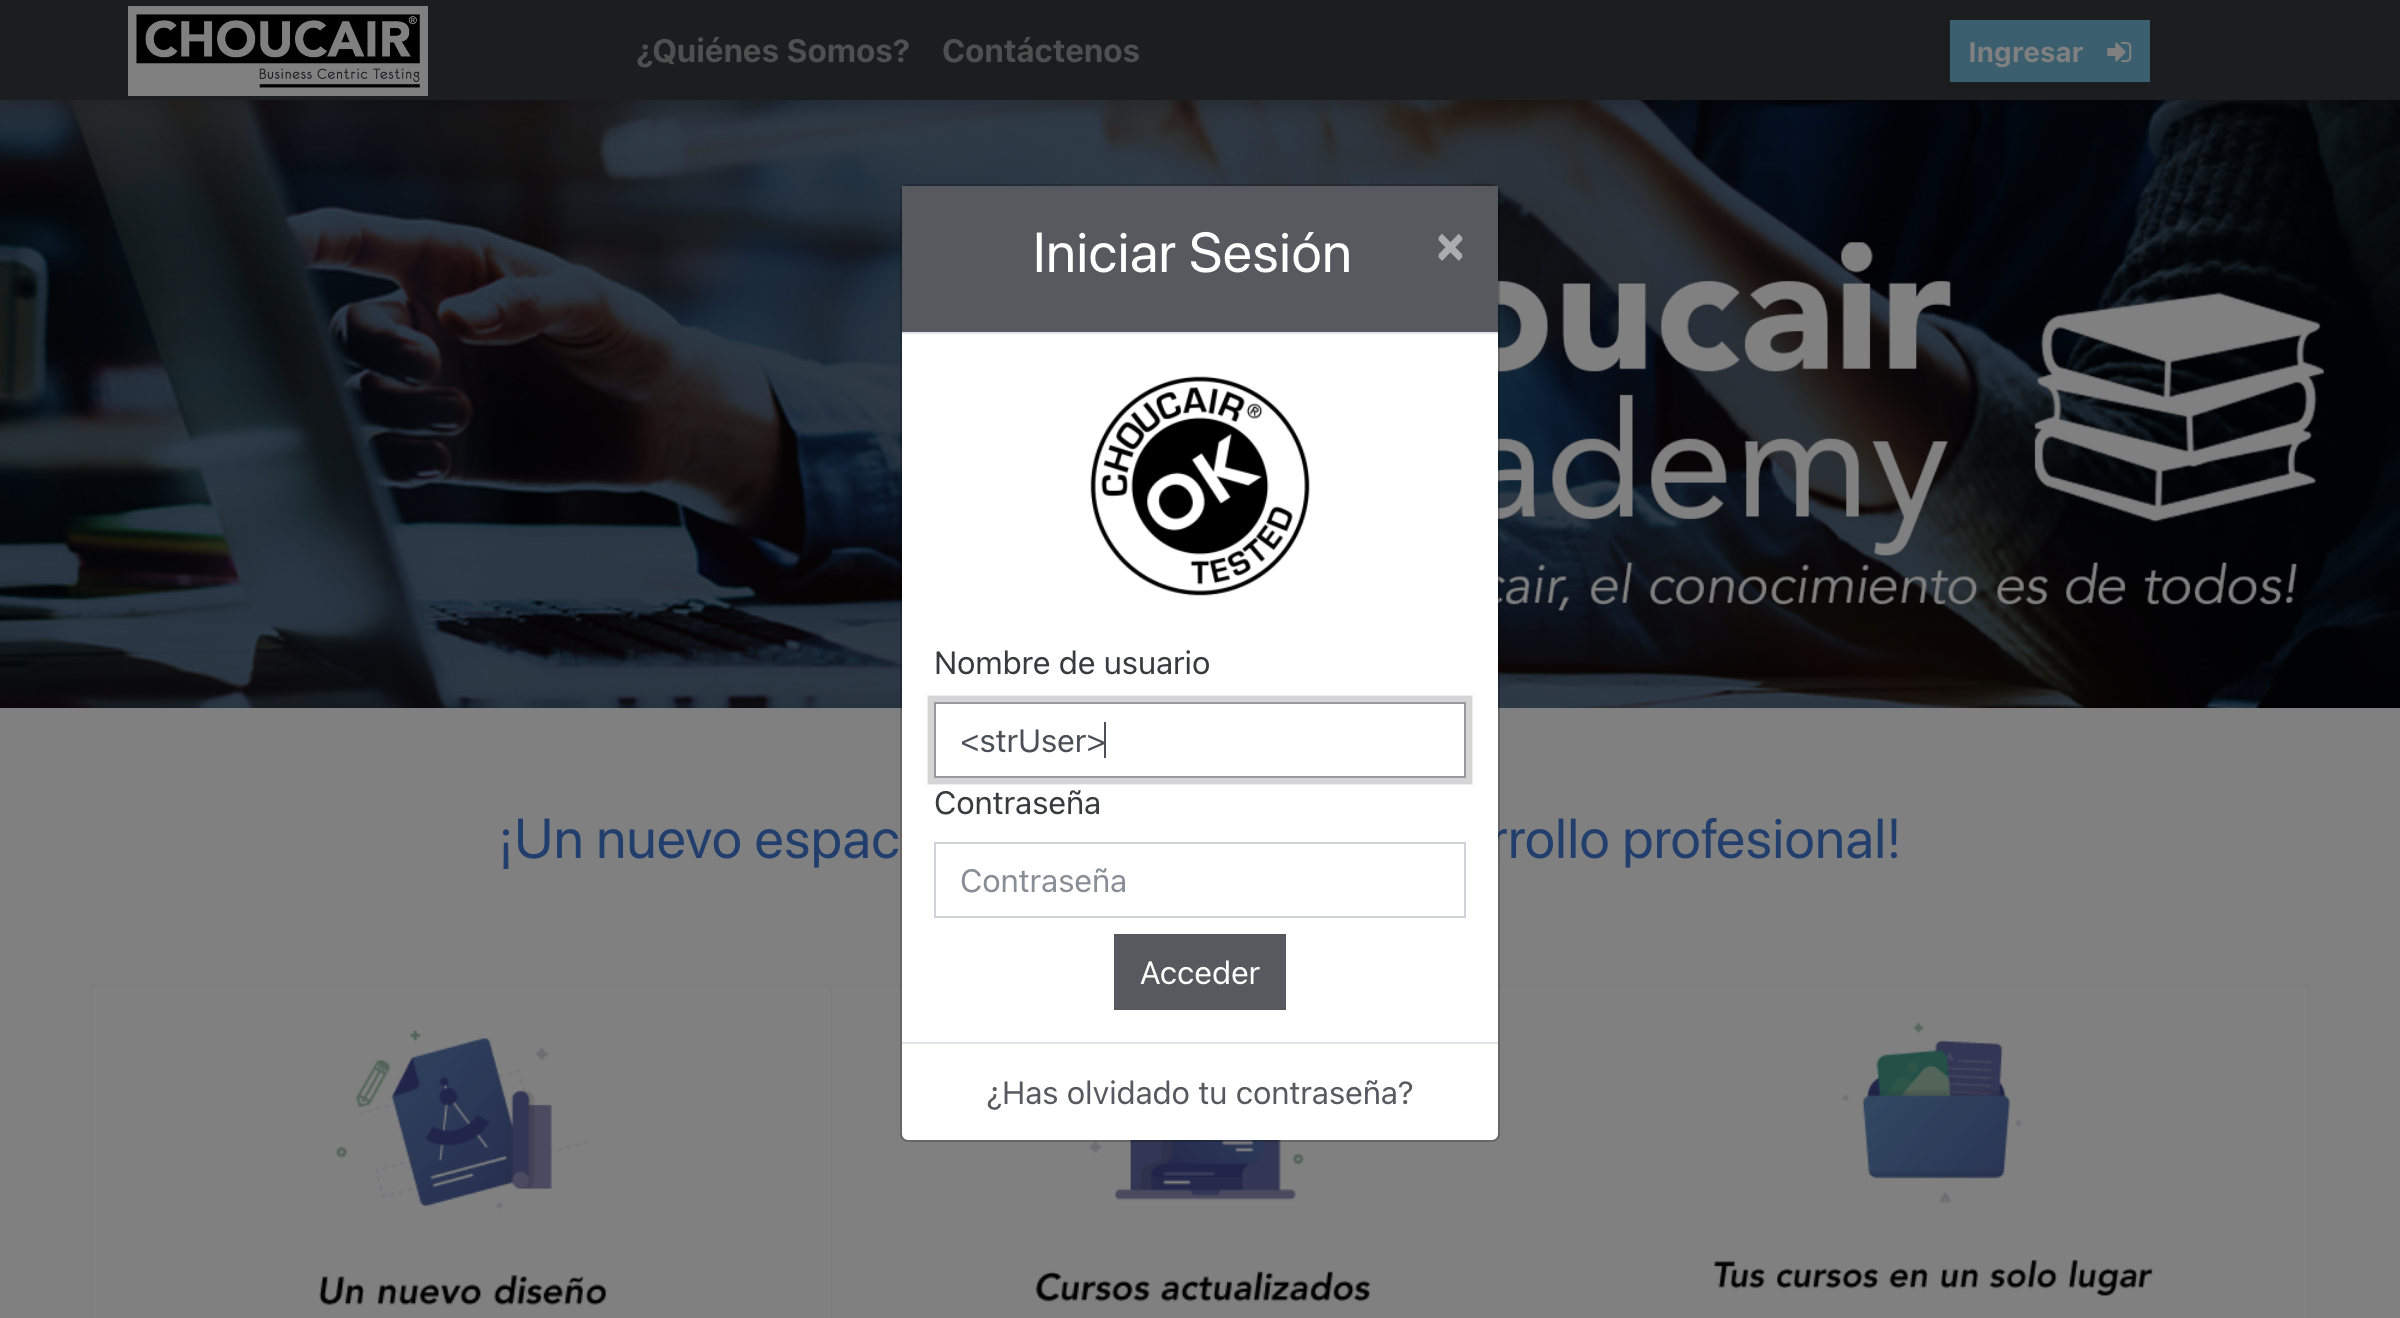 CHOUCAIR®
Business Centric Testing
¿Quiénes Somos?
Contáctenos
Ingresar
Iniciar Sesión
×
oucair
ademy
cair, el conocimiento es de todos!
CHOUCAIR®
OK
TESTED
Nombre de usuario
<strUser>
Contraseña
Contraseña
Acceder
¿Has olvidado tu contraseña?
¡Un nuevo espac
rrollo profesional!
Un nuevo diseño
Cursos actualizados
Tus cursos en un solo lugar